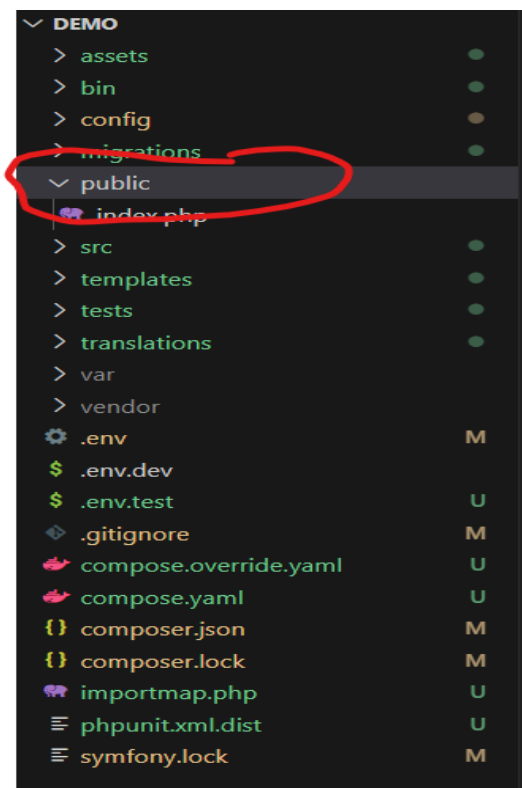 DEMO
assets
bin
config
migrations
public
index.php
src
templates
tests
translations
var
vendor
.env M
$ .env.dev
$ .env.test U
.gitignore M
compose.override.yaml U
compose.yaml U
{} composer.json M
{} composer.lock M
importmap.php U
phpunit.xml.dist U
symfony.lock M